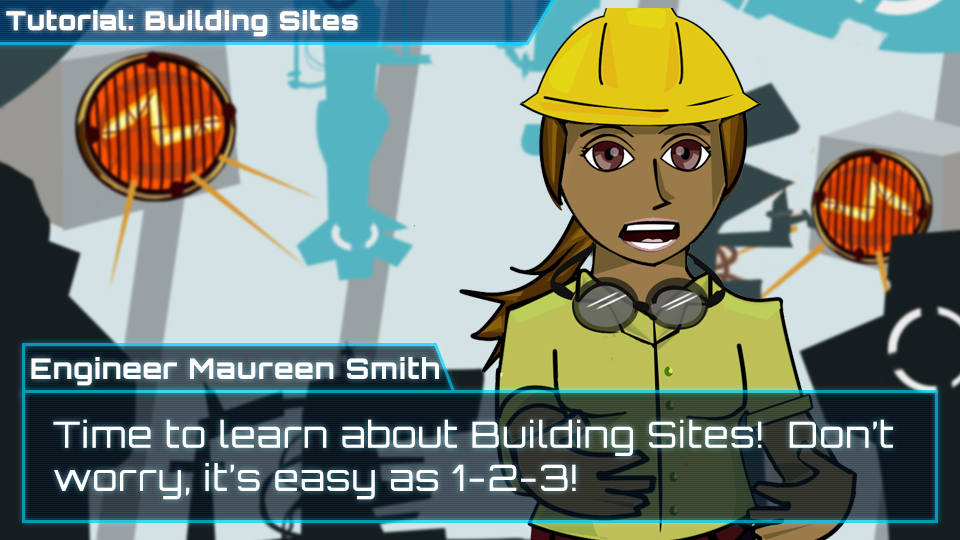 Tutorial: Building Sites
Engineer Maureen Smith
Time to learn about Building Sites!  Don't
worry, it's easy as 1-2-3!